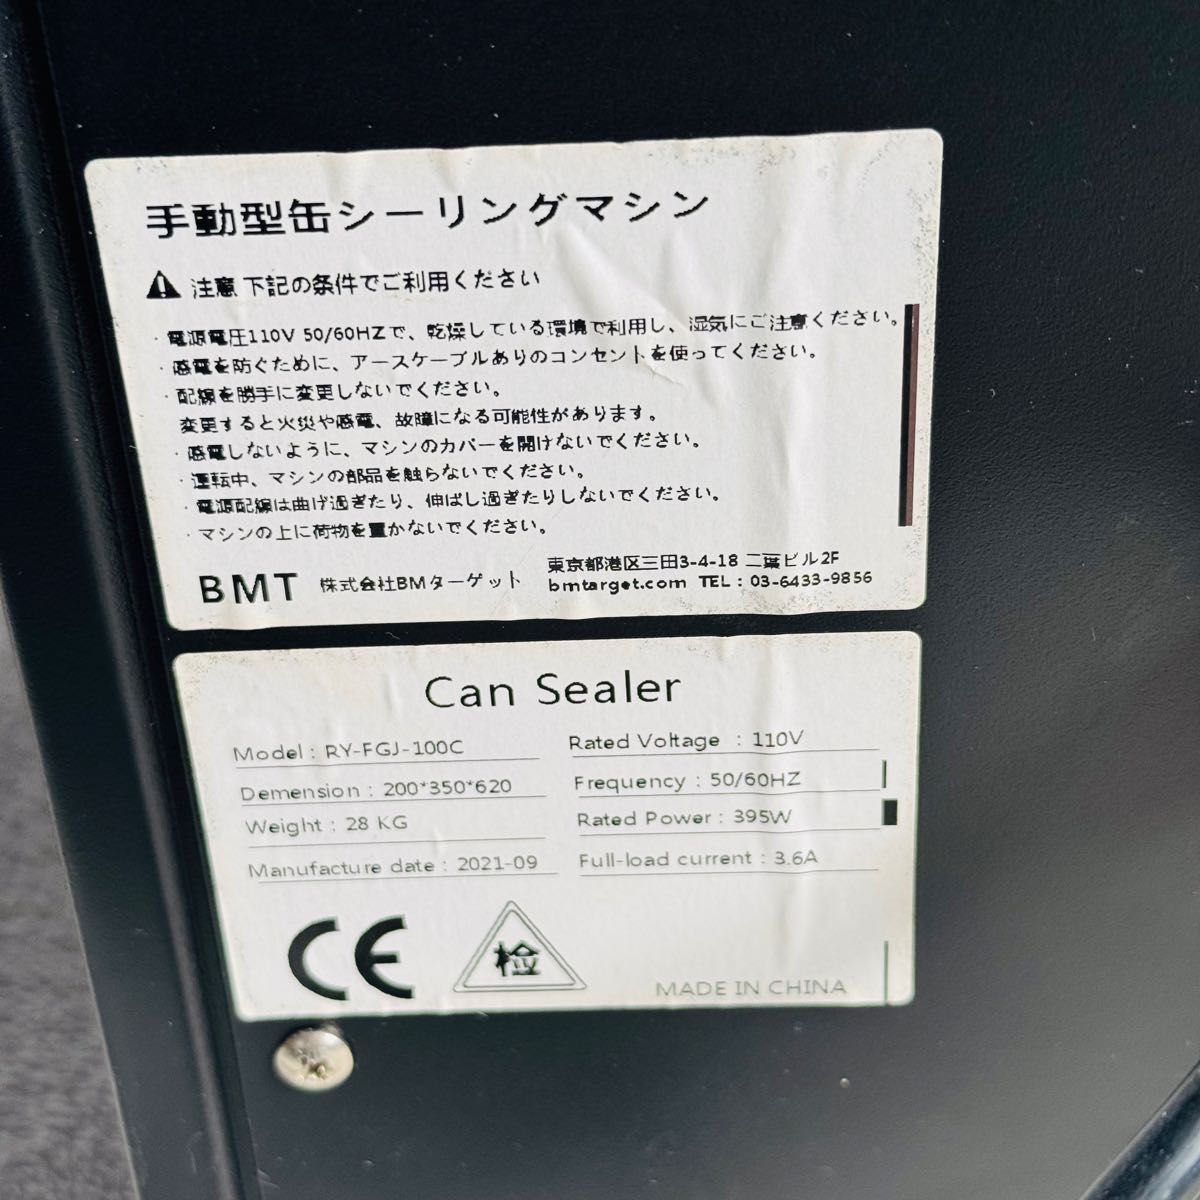 手動型缶シーリングマシン
注意 下記の条件でご利用ください
・電源電圧110V 50/60HZで、乾燥している環境で利用し、湿気にご注意ください。
・感電を防ぐために、アースケーブルありのコンセントを使ってください。
・配線を勝手に変更しないでください。
変更すると火災や感電、故障になる可能性があります。
・感電しないように、マシンのカバーを開けないでください。
・運転中、マシンの部品を触らないでください。
・電源配線は曲げ過ぎたり、伸ばし過ぎたりしないでください。
・マシンの上に荷物を置かないでください。
BMT 株式会社BMターゲット
東京都港区三田3-4-18 二葉ビル2F
bmtarget.com TEL：03-6433-9856
Can Sealer
Model : RY-FGJ-100C
Demension : 200*350*620
Weight : 28 KG
Manufacture date : 2021-09
Rated Voltage : 110V
Frequency : 50/60HZ
Rated Power : 395W
Full-load current : 3.6A
CE
检
MADE IN CHINA